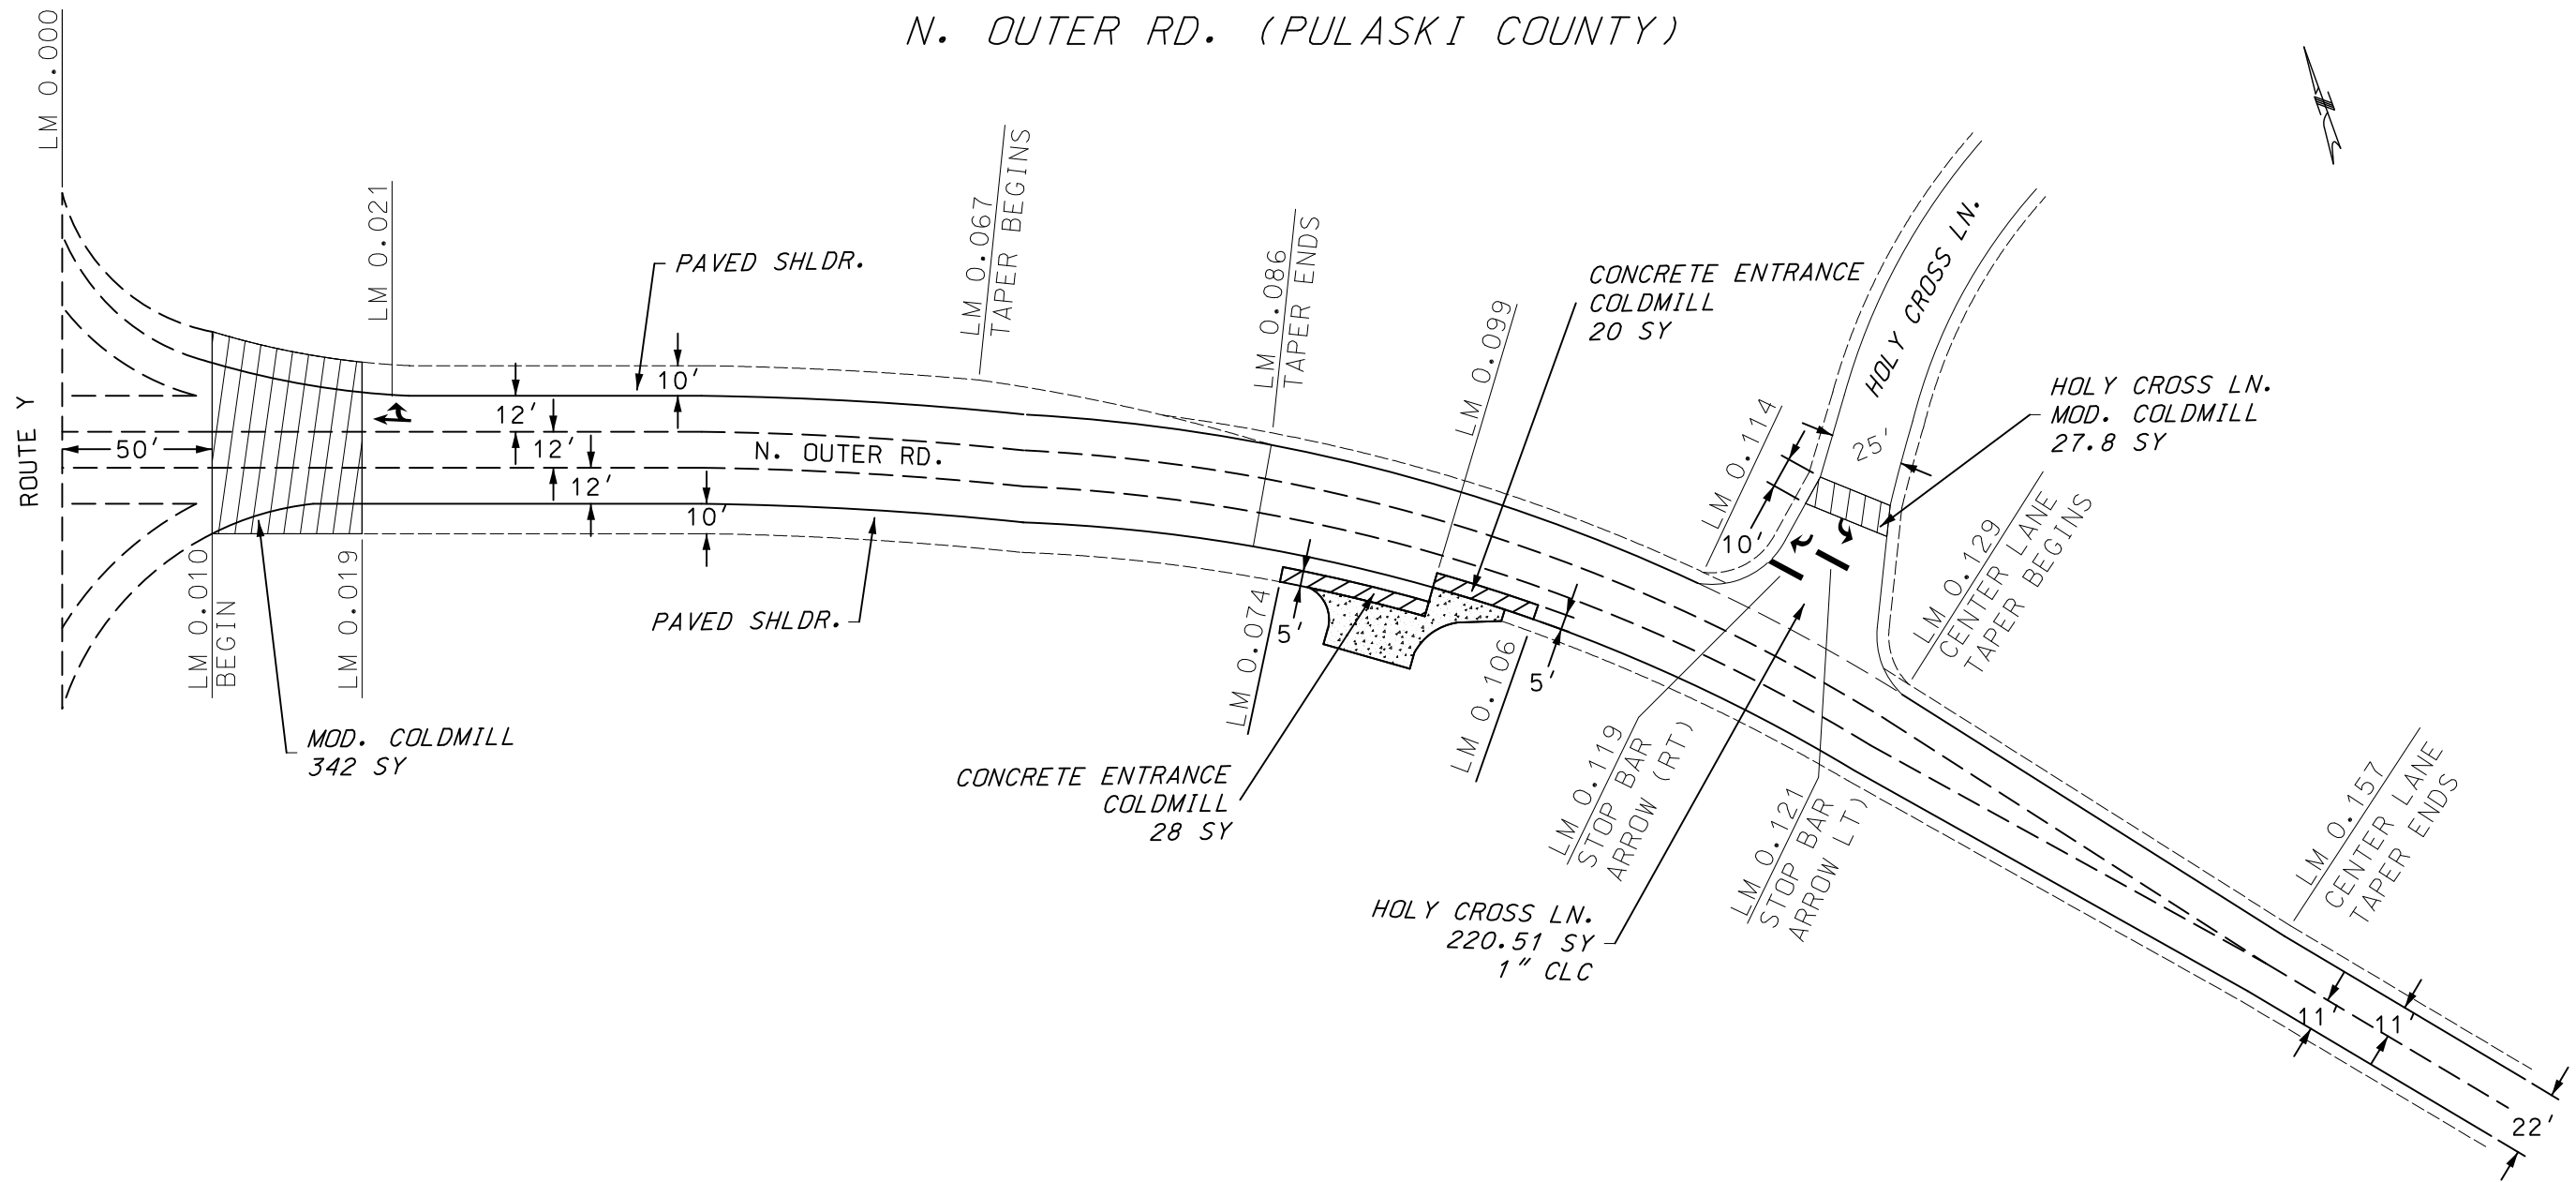 N. OUTER RD. (PULASKI COUNTY)
LM 0.000
LM 0.021
PAVED SHLDR.
LM 0.067
TAPER BEGINS
LM 0.086
TAPER ENDS
LM 0.099
CONCRETE ENTRANCE
COLDMILL
20 SY
HOLY CROSS LN.
HOLY CROSS LN.
MOD. COLDMILL
27.8 SY
25'
LM 0.114
10'
10'
12'
12'
12'
10'
N. OUTER RD.
ROUTE Y
50'
LM 0.010
BEGIN
LM 0.019
MOD. COLDMILL
342 SY
PAVED SHLDR.
LM 0.074
5'
CONCRETE ENTRANCE
COLDMILL
28 SY
LM 0.106
5'
LM 0.119
STOP BAR
ARROW (RT)
LM 0.121
STOP BAR
ARROW LT)
HOLY CROSS LN.
220.51 SY
1" CLC
LM 0.129
CENTER LANE
TAPER BEGINS
LM 0.157
CENTER LANE
TAPER ENDS
11'
11'
22'